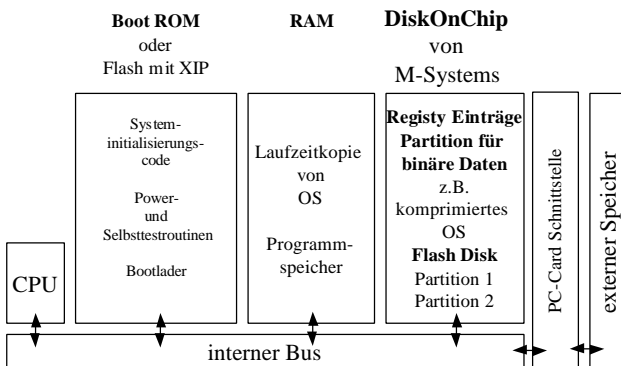 Boot ROM
oder
Flash mit XIP
RAM
DiskOnChip
von
M-Systems
CPU
System-
initialisierungs-
code
Power-
und
Selbsttestroutinen
Bootlader
Laufzeitkopie
von
OS
Programm-
speicher
Registy Einträge
Partition für
binäre Daten
z.B.
komprimiertes
OS
Flash Disk
Partition 1
Partition 2
PC-Card Schnittstelle
externer Speicher
interner Bus